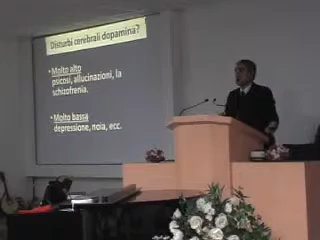 Disturbi cerebrali dopamina?
• Molto alto
psicosi, allucinazioni, la
schizofrenia.
• Molto bassa
depressione, noia, ecc.